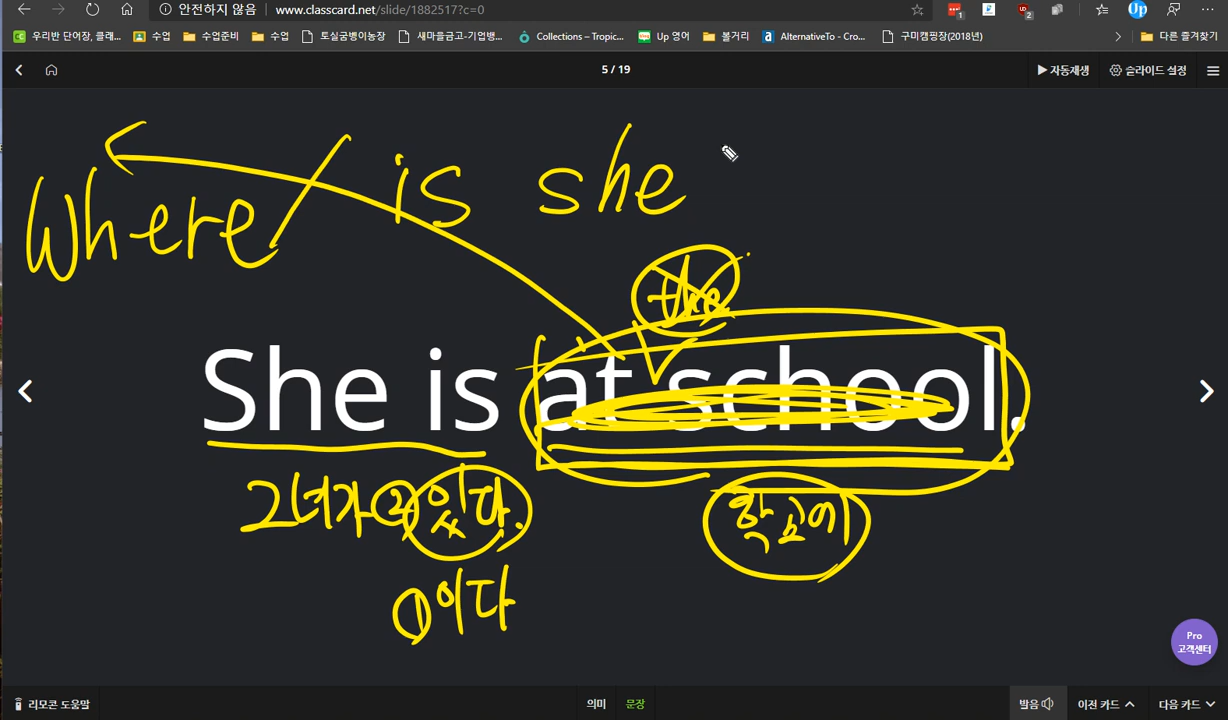 안전하지 않음 www.classcard.net/slide/1882517?c=0
우리반 단어장, 클래... 수업 수업준비 수업 토실굼벵이농장 새마을금고-기업뱅... Collections – Tropic... Up 영어 볼거리 AlternativeTo - Cro... 구미캠핑장(2018년) 다른 즐겨찾기
5 / 19 자동재생 슬라이드 설정
Where / is she
the
She is at school.
그녀가 ② 있다. 학교에
① 이다
Pro
고객센터
리모콘 도움말 의미 문장 발음 이전 카드 다음 카드